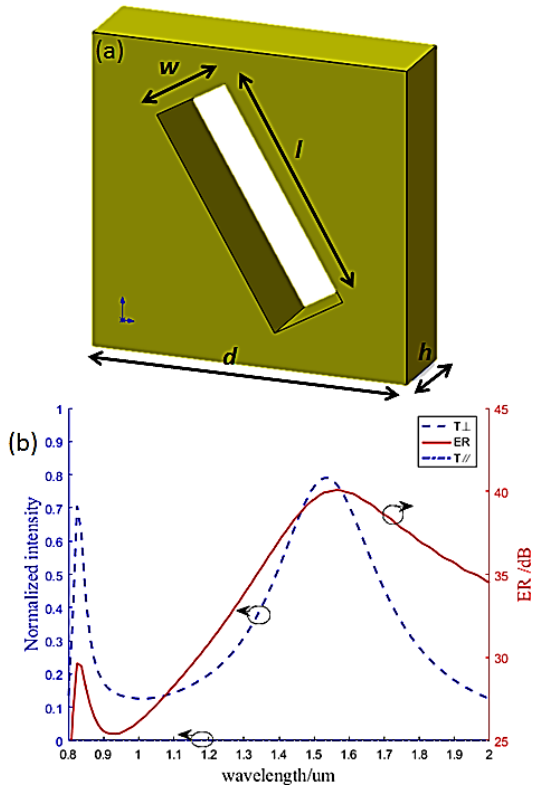 (a)
w
l
d
h
(b)
1
0.9
0.8
0.7
0.6
0.5
0.4
0.3
0.2
0.1
0
Normalized intensity
T⊥
ER
T//
45
40
35
30
25
ER /dB
0.8 0.9 1 1.1 1.2 1.3 1.4 1.5 1.6 1.7 1.8 1.9 2
wavelength/um